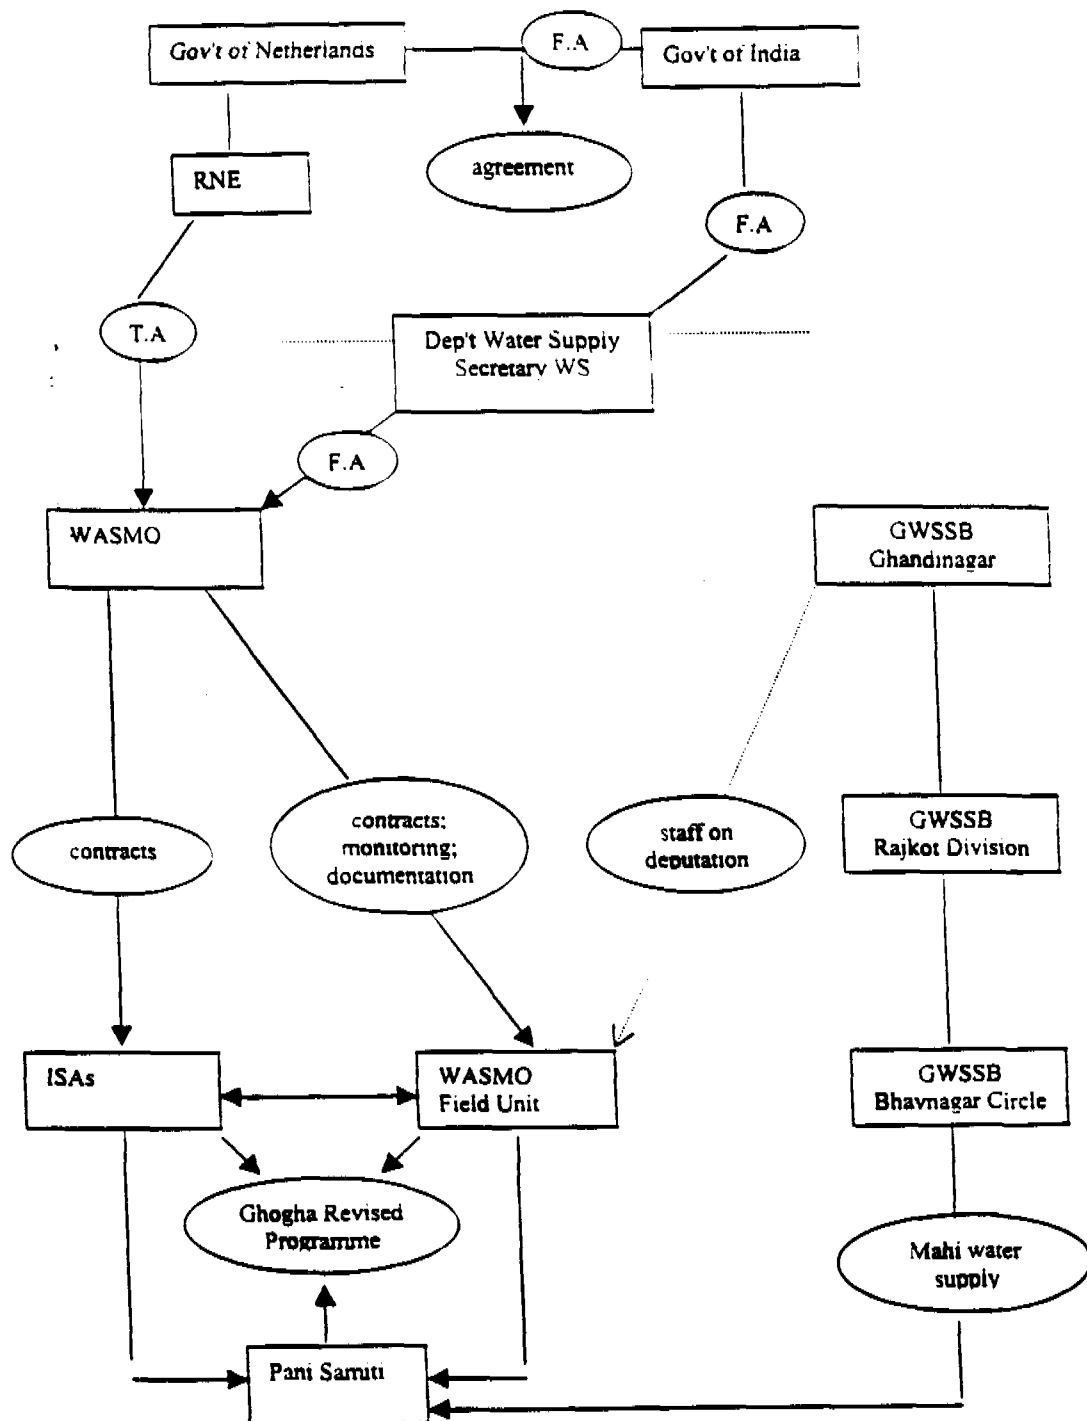 Gov't of Netherlands
F.A
Gov't of India
agreement
RNE
F.A
T.A
Dep't Water Supply
Secretary WS
F.A
WASMO
GWSSB
Ghandinagar
contracts
contracts;
monitoring;
documentation
staff on
deputation
GWSSB
Rajkot Division
ISAs
WASMO
Field Unit
GWSSB
Bhavnagar Circle
Ghogha Revised
Programme
Mahi water
supply
Pani Samiti